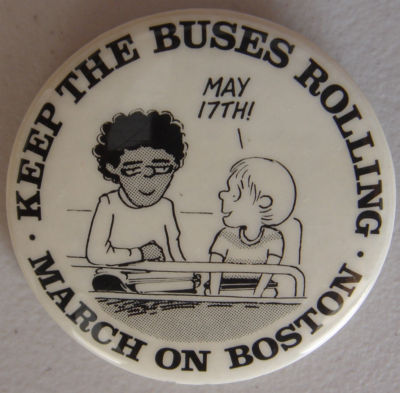 KEEP THE BUSES ROLLING
MAY
17TH!
· MARCH ON BOSTON ·